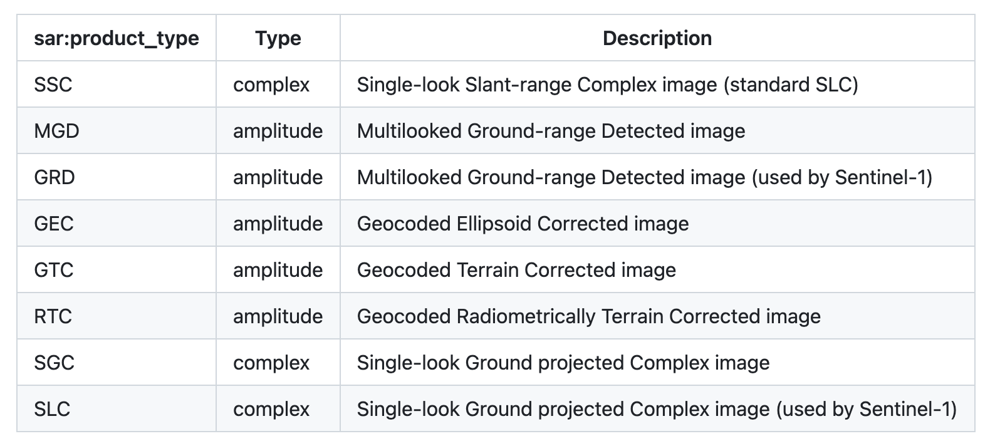 sar:product_type Type Description
SSC complex Single-look Slant-range Complex image (standard SLC)
MGD amplitude Multilooked Ground-range Detected image
GRD amplitude Multilooked Ground-range Detected image (used by Sentinel-1)
GEC amplitude Geocoded Ellipsoid Corrected image
GTC amplitude Geocoded Terrain Corrected image
RTC amplitude Geocoded Radiometrically Terrain Corrected image
SGC complex Single-look Ground projected Complex image
SLC complex Single-look Ground projected Complex image (used by Sentinel-1)